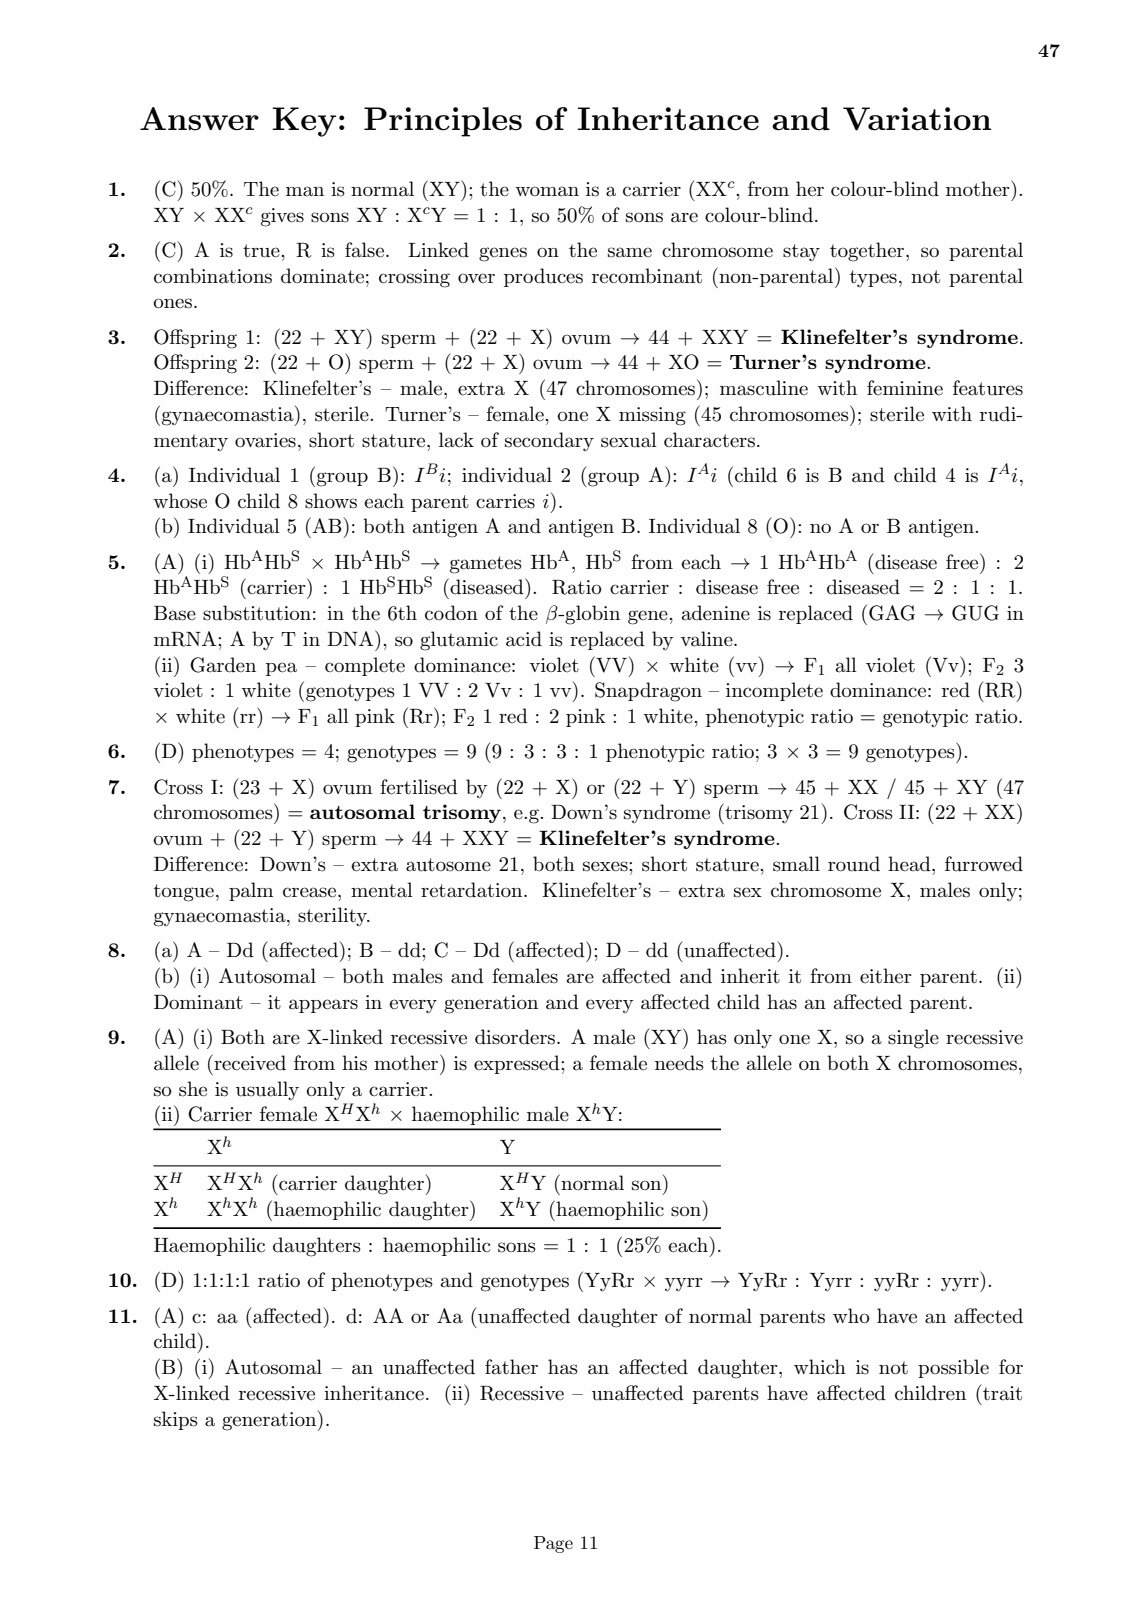 47
Answer Key: Principles of Inheritance and Variation
1. (C) 50%. The man is normal (XY); the woman is a carrier (XXᶜ, from her colour-blind mother).
XY × XXᶜ gives sons XY : XᶜY = 1 : 1, so 50% of sons are colour-blind.
2. (C) A is true, R is false. Linked genes on the same chromosome stay together, so parental
combinations dominate; crossing over produces recombinant (non-parental) types, not parental
ones.
3. Offspring 1: (22 + XY) sperm + (22 + X) ovum → 44 + XXY = Klinefelter's syndrome.
Offspring 2: (22 + O) sperm + (22 + X) ovum → 44 + XO = Turner's syndrome.
Difference: Klinefelter's – male, extra X (47 chromosomes); masculine with feminine features
(gynaecomastia), sterile. Turner's – female, one X missing (45 chromosomes); sterile with rudi-
mentary ovaries, short stature, lack of secondary sexual characters.
4. (a) Individual 1 (group B): Iᴮi; individual 2 (group A): Iᴬi (child 6 is B and child 4 is Iᴬi,
whose O child 8 shows each parent carries i).
(b) Individual 5 (AB): both antigen A and antigen B. Individual 8 (O): no A or B antigen.
5. (A) (i) HbᴬHbˢ × HbᴬHbˢ → gametes Hbᴬ, Hbˢ from each → 1 HbᴬHbᴬ (disease free) : 2
HbᴬHbˢ (carrier) : 1 HbˢHbˢ (diseased). Ratio carrier : disease free : diseased = 2 : 1 : 1.
Base substitution: in the 6th codon of the β-globin gene, adenine is replaced (GAG → GUG in
mRNA; A by T in DNA), so glutamic acid is replaced by valine.
(ii) Garden pea – complete dominance: violet (VV) × white (vv) → F₁ all violet (Vv); F₂ 3
violet : 1 white (genotypes 1 VV : 2 Vv : 1 vv). Snapdragon – incomplete dominance: red (RR)
× white (rr) → F₁ all pink (Rr); F₂ 1 red : 2 pink : 1 white, phenotypic ratio = genotypic ratio.
6. (D) phenotypes = 4; genotypes = 9 (9 : 3 : 3 : 1 phenotypic ratio; 3 × 3 = 9 genotypes).
7. Cross I: (23 + X) ovum fertilised by (22 + X) or (22 + Y) sperm → 45 + XX / 45 + XY (47
chromosomes) = autosomal trisomy, e.g. Down's syndrome (trisomy 21). Cross II: (22 + XX)
ovum + (22 + Y) sperm → 44 + XXY = Klinefelter's syndrome.
Difference: Down's – extra autosome 21, both sexes; short stature, small round head, furrowed
tongue, palm crease, mental retardation. Klinefelter's – extra sex chromosome X, males only;
gynaecomastia, sterility.
8. (a) A – Dd (affected); B – dd; C – Dd (affected); D – dd (unaffected).
(b) (i) Autosomal – both males and females are affected and inherit it from either parent. (ii)
Dominant – it appears in every generation and every affected child has an affected parent.
9. (A) (i) Both are X-linked recessive disorders. A male (XY) has only one X, so a single recessive
allele (received from his mother) is expressed; a female needs the allele on both X chromosomes,
so she is usually only a carrier.
(ii) Carrier female XᴴXʰ × haemophilic male XʰY:
Xʰ Y
Xᴴ XᴴXʰ (carrier daughter) XᴴY (normal son)
Xʰ XʰXʰ (haemophilic daughter) XʰY (haemophilic son)
Haemophilic daughters : haemophilic sons = 1 : 1 (25% each).
10. (D) 1:1:1:1 ratio of phenotypes and genotypes (YyRr × yyrr → YyRr : Yyrr : yyRr : yyrr).
11. (A) c: aa (affected). d: AA or Aa (unaffected daughter of normal parents who have an affected
child).
(B) (i) Autosomal – an unaffected father has an affected daughter, which is not possible for
X-linked recessive inheritance. (ii) Recessive – unaffected parents have affected children (trait
skips a generation).
Page 11